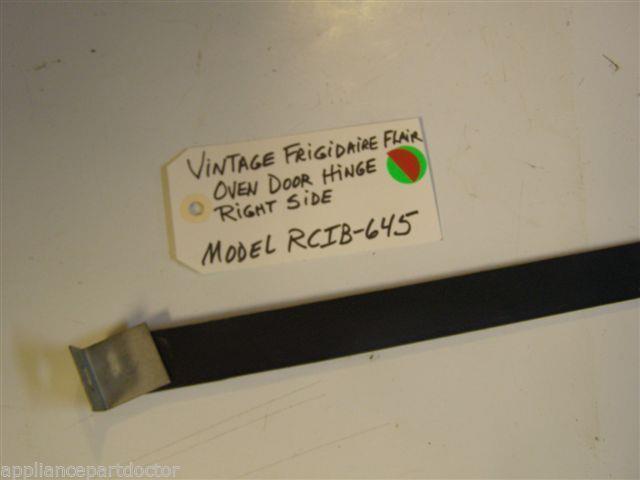 VINTAGE FRIGIDAIRE FLAIR
OVEN DOOR HINGE
RIGHT SIDE
MODEL RCIB-645
appliancepartdoctor